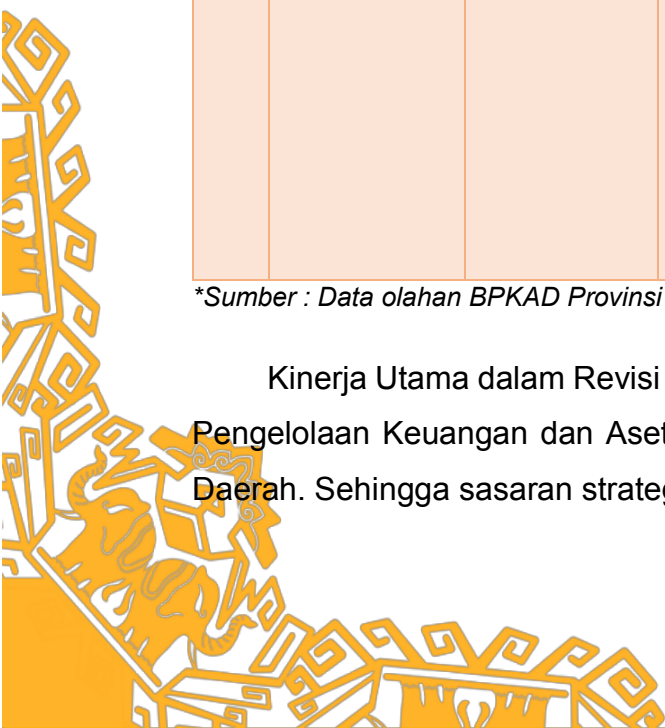 *Sumber : Data olahan BPKAD Provinsi
Kinerja Utama dalam Revisi
Pengelolaan Keuangan dan Aset
Daerah. Sehingga sasaran strateg